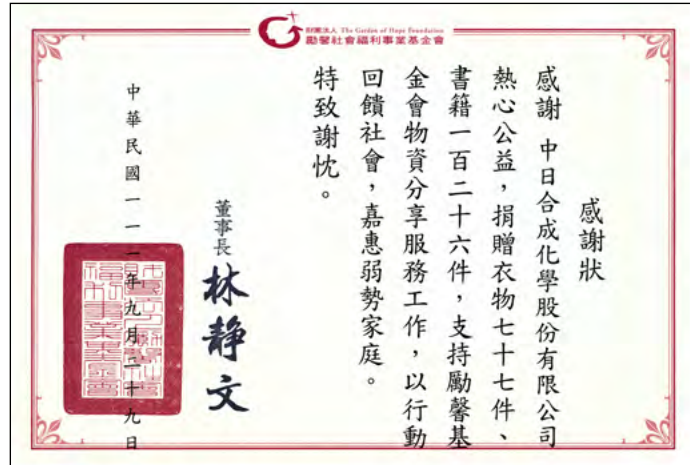 財團法人 The Garden of Hope Foundation
勵馨社會福利事業基金會
感謝狀
感謝 中日合成化學股份有限公司
熱心公益，捐贈衣物七十七件、
書籍一百二十六件，支持勵馨基
金會物資分享服務工作，以行動
回饋社會，嘉惠弱勢家庭。
特致謝忱。
董事長 林靜文
中華民國一一一年九月二十九日